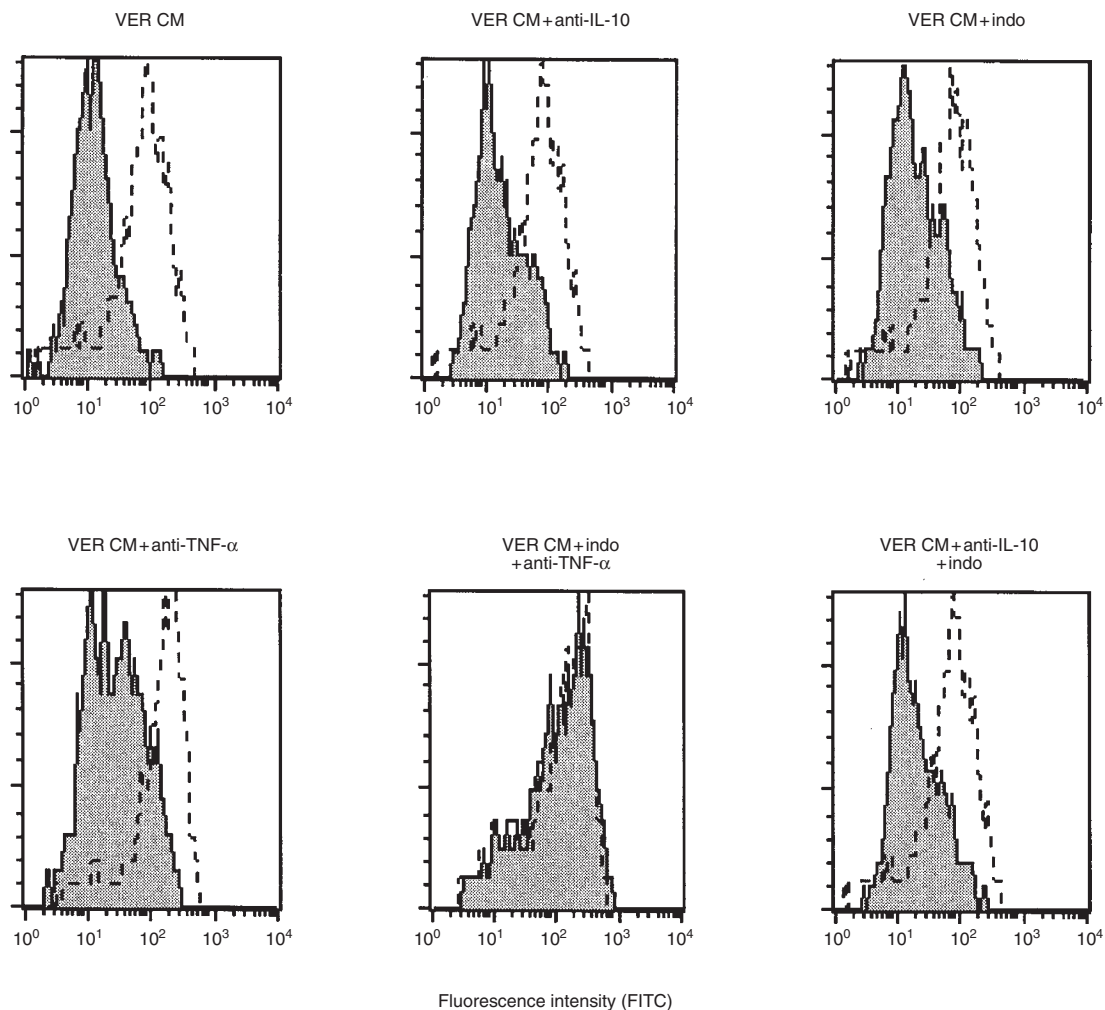 VER CM
VER CM+anti-IL-10
VER CM+indo
10⁰ 10¹ 10² 10³ 10⁴
10⁰ 10¹ 10² 10³ 10⁴
10⁰ 10¹ 10² 10³ 10⁴
VER CM+anti-TNF-α
VER CM+indo
+anti-TNF-α
VER CM+anti-IL-10
+indo
10⁰ 10¹ 10² 10³ 10⁴
10⁰ 10¹ 10² 10³ 10⁴
10⁰ 10¹ 10² 10³ 10⁴
Fluorescence intensity (FITC)